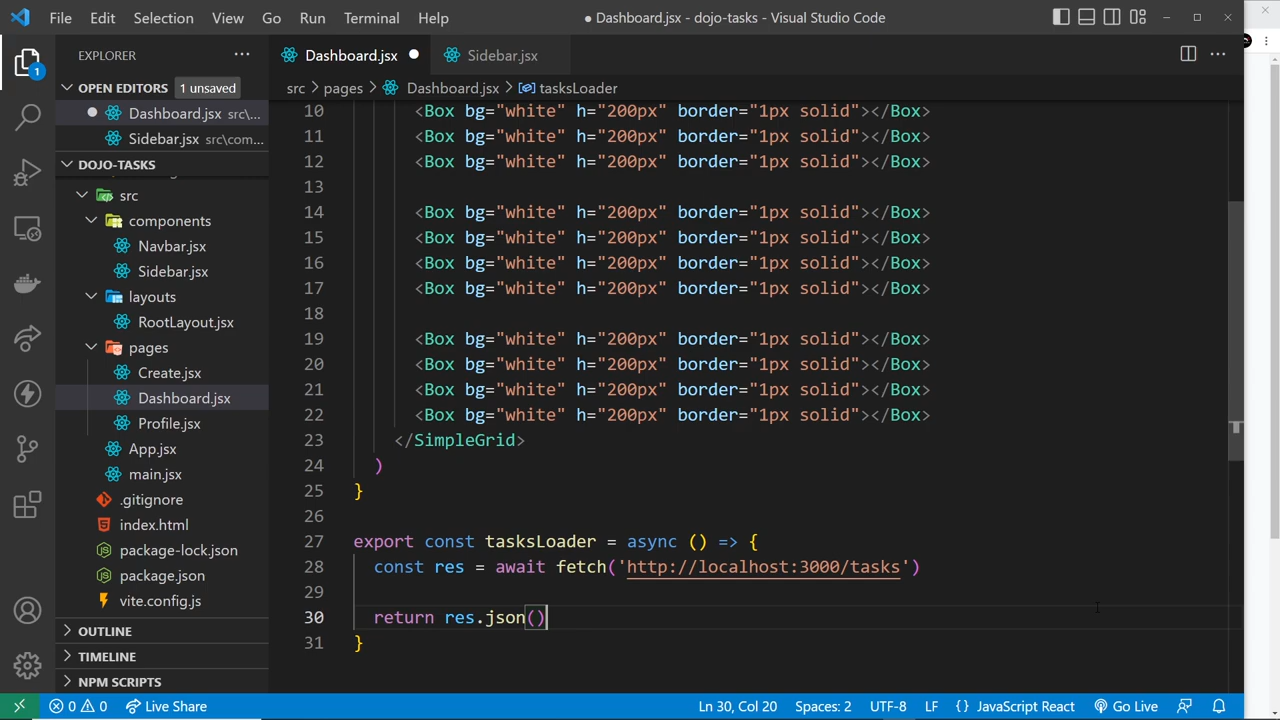 File Edit Selection View Go Run Terminal Help
● Dashboard.jsx - dojo-tasks - Visual Studio Code
EXPLORER
1
OPEN EDITORS 1 unsaved
Dashboard.jsx src\...
Sidebar.jsx src\com...
DOJO-TASKS
src
components
Navbar.jsx
Sidebar.jsx
layouts
RootLayout.jsx
pages
Create.jsx
Dashboard.jsx
Profile.jsx
App.jsx
main.jsx
.gitignore
index.html
package-lock.json
package.json
vite.config.js
OUTLINE
TIMELINE
NPM SCRIPTS
Dashboard.jsx
Sidebar.jsx
src > pages > Dashboard.jsx > tasksLoader
10 <Box bg="white" h="200px" border="1px solid"></Box>
11 <Box bg="white" h="200px" border="1px solid"></Box>
12 <Box bg="white" h="200px" border="1px solid"></Box>
13
14 <Box bg="white" h="200px" border="1px solid"></Box>
15 <Box bg="white" h="200px" border="1px solid"></Box>
16 <Box bg="white" h="200px" border="1px solid"></Box>
17 <Box bg="white" h="200px" border="1px solid"></Box>
18
19 <Box bg="white" h="200px" border="1px solid"></Box>
20 <Box bg="white" h="200px" border="1px solid"></Box>
21 <Box bg="white" h="200px" border="1px solid"></Box>
22 <Box bg="white" h="200px" border="1px solid"></Box>
23 </SimpleGrid>
24 )
25 }
26
27 export const tasksLoader = async () => {
28 const res = await fetch('http://localhost:3000/tasks')
29
30 return res.json()
31 }
0 0 Live Share
Ln 30, Col 20 Spaces: 2 UTF-8 LF {} JavaScript React Go Live